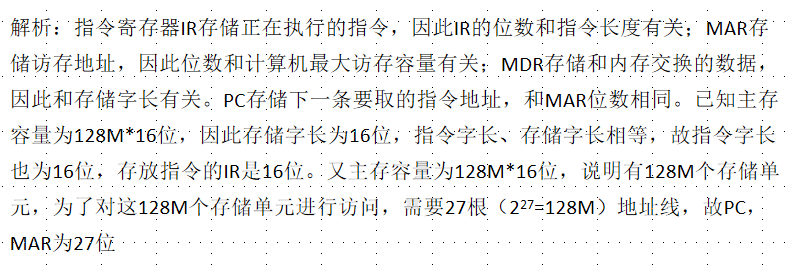 解析：指令寄存器IR存储正在执行的指令，因此IR的位数和指令长度有关；MAR存
储访存地址，因此位数和计算机最大访存容量有关；MDR存储和内存交换的数据，
因此和存储字长有关。PC存储下一条要取的指令地址，和MAR位数相同。已知主存
容量为128M*16位，因此存储字长为16位，指令字长、存储字长相等，故指令字长
也为16位，存放指令的IR是16位。又主存容量为128M*16位，说明有128M个存储单
元，为了对这128M个存储单元进行访问，需要27根（2²⁷=128M）地址线，故PC，
MAR为27位